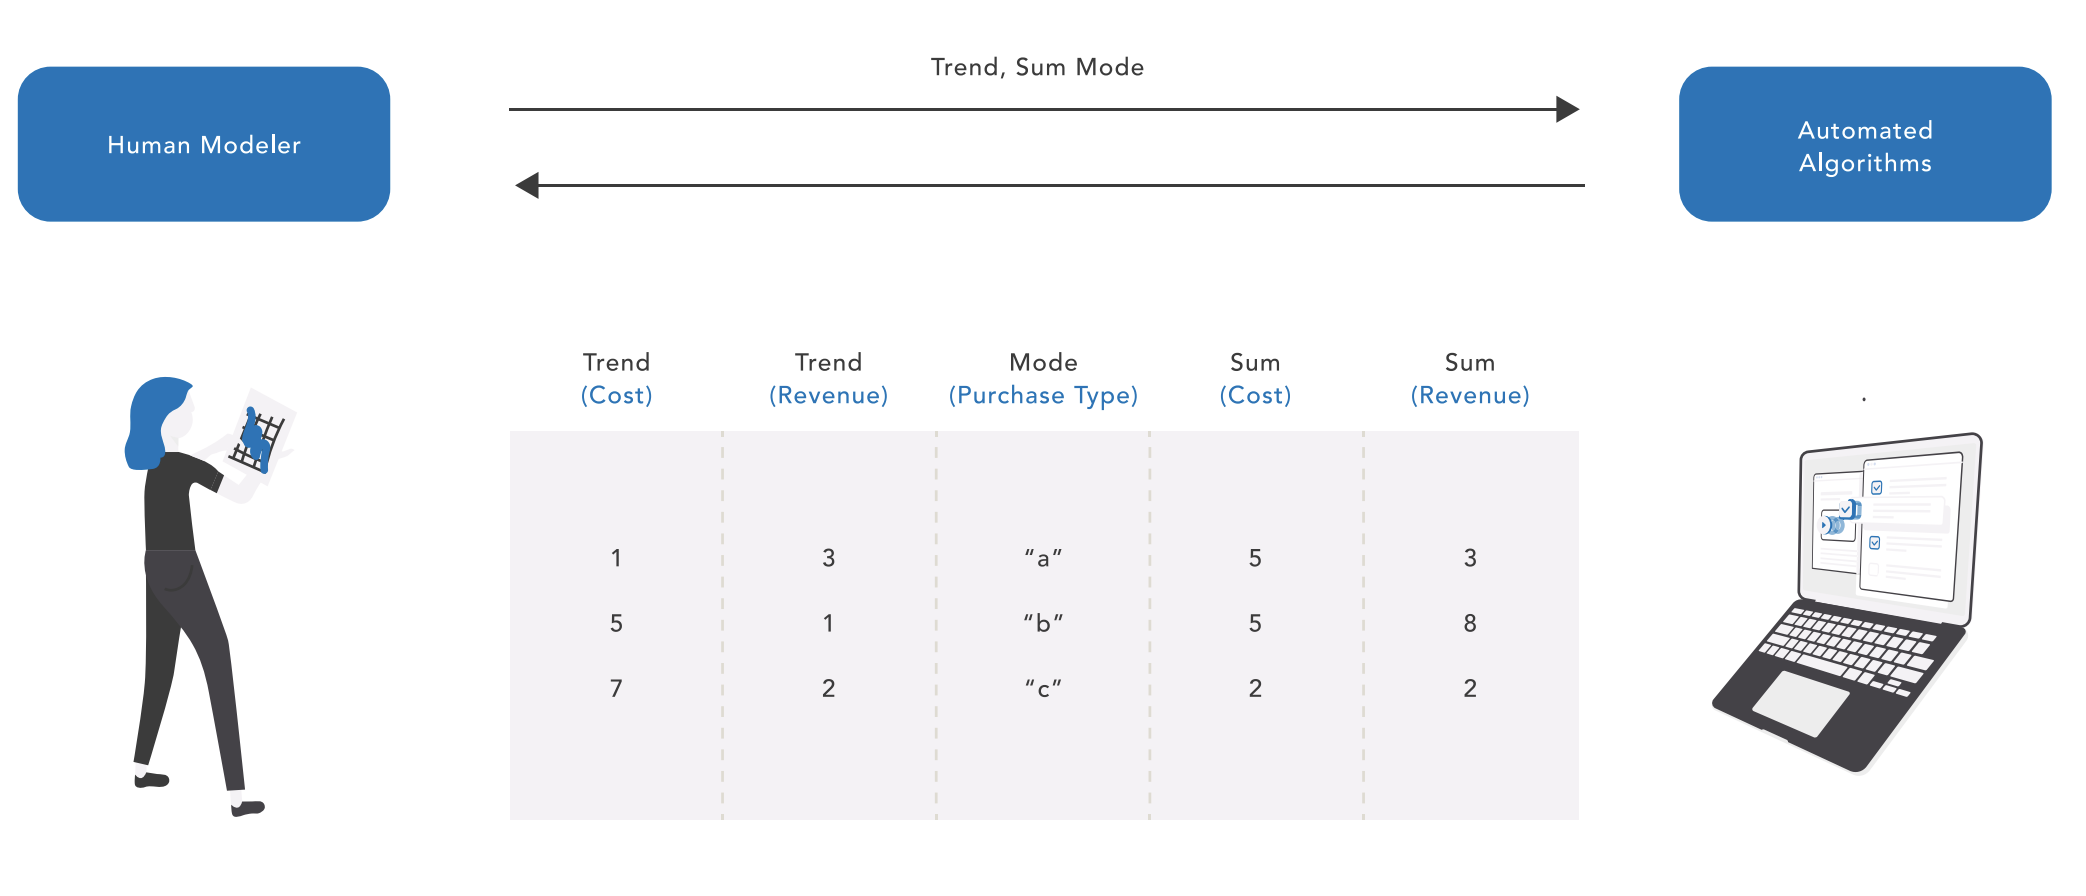 Trend, Sum Mode
Human Modeler
Automated
Algorithms
Trend Trend Mode Sum Sum
(Cost) (Revenue) (Purchase Type) (Cost) (Revenue)
1 3 “a” 5 3
5 1 “b” 5 8
7 2 “c” 2 2